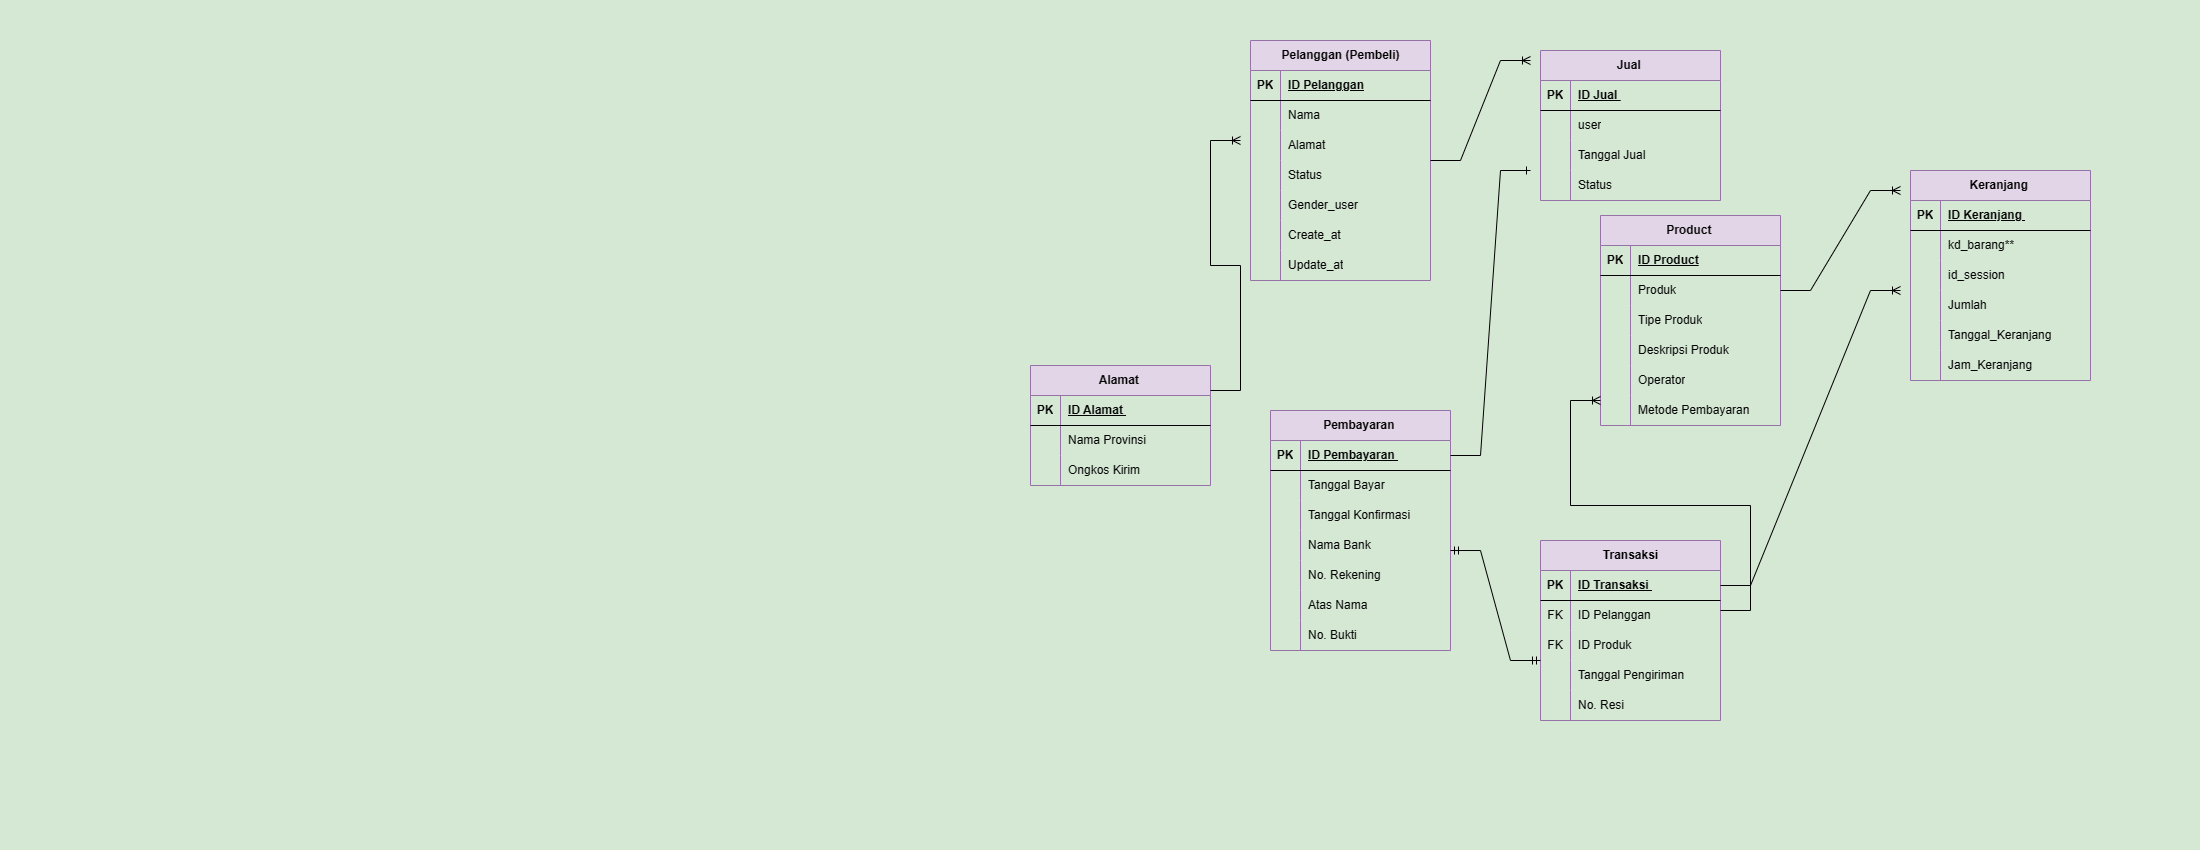 Pelanggan (Pembeli)
PK ID Pelanggan
Nama
Alamat
Status
Gender_user
Create_at
Update_at
Jual
PK ID Jual
user
Tanggal Jual
Status
Keranjang
PK ID Keranjang
kd_barang**
id_session
Jumlah
Tanggal_Keranjang
Jam_Keranjang
Product
PK ID Product
Produk
Tipe Produk
Deskripsi Produk
Operator
Metode Pembayaran
Alamat
PK ID Alamat
Nama Provinsi
Ongkos Kirim
Pembayaran
PK ID Pembayaran
Tanggal Bayar
Tanggal Konfirmasi
Nama Bank
No. Rekening
Atas Nama
No. Bukti
Transaksi
PK ID Transaksi
FK ID Pelanggan
FK ID Produk
Tanggal Pengiriman
No. Resi